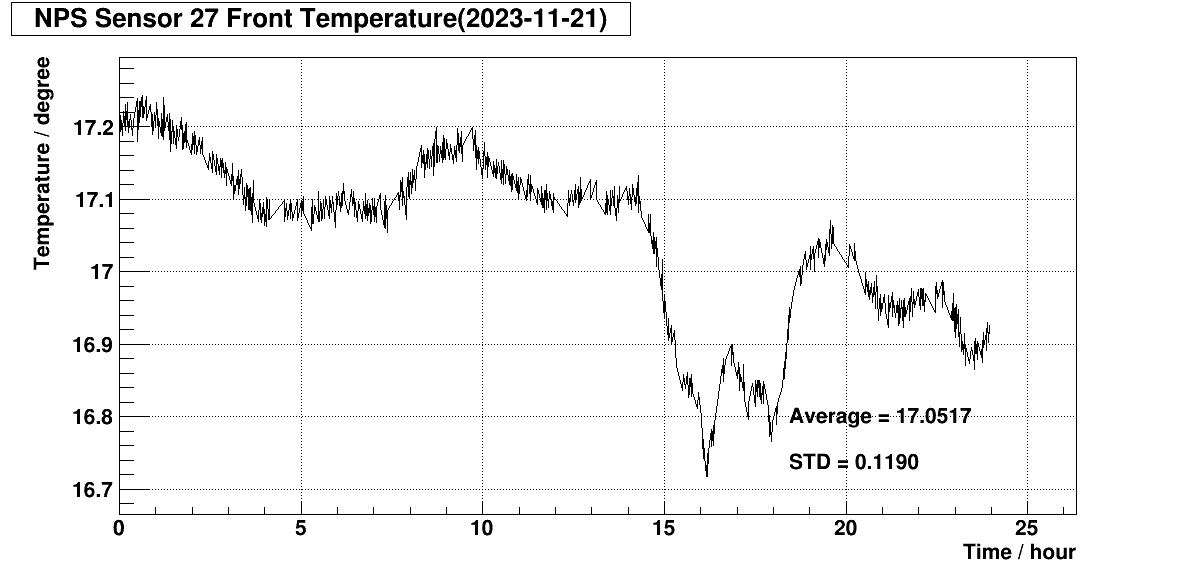 NPS Sensor 27 Front Temperature(2023-11-21)
Temperature / degree
17.2
17.1
17
16.9
16.8
16.7
Average = 17.0517
STD = 0.1190
0 5 10 15 20 25
Time / hour